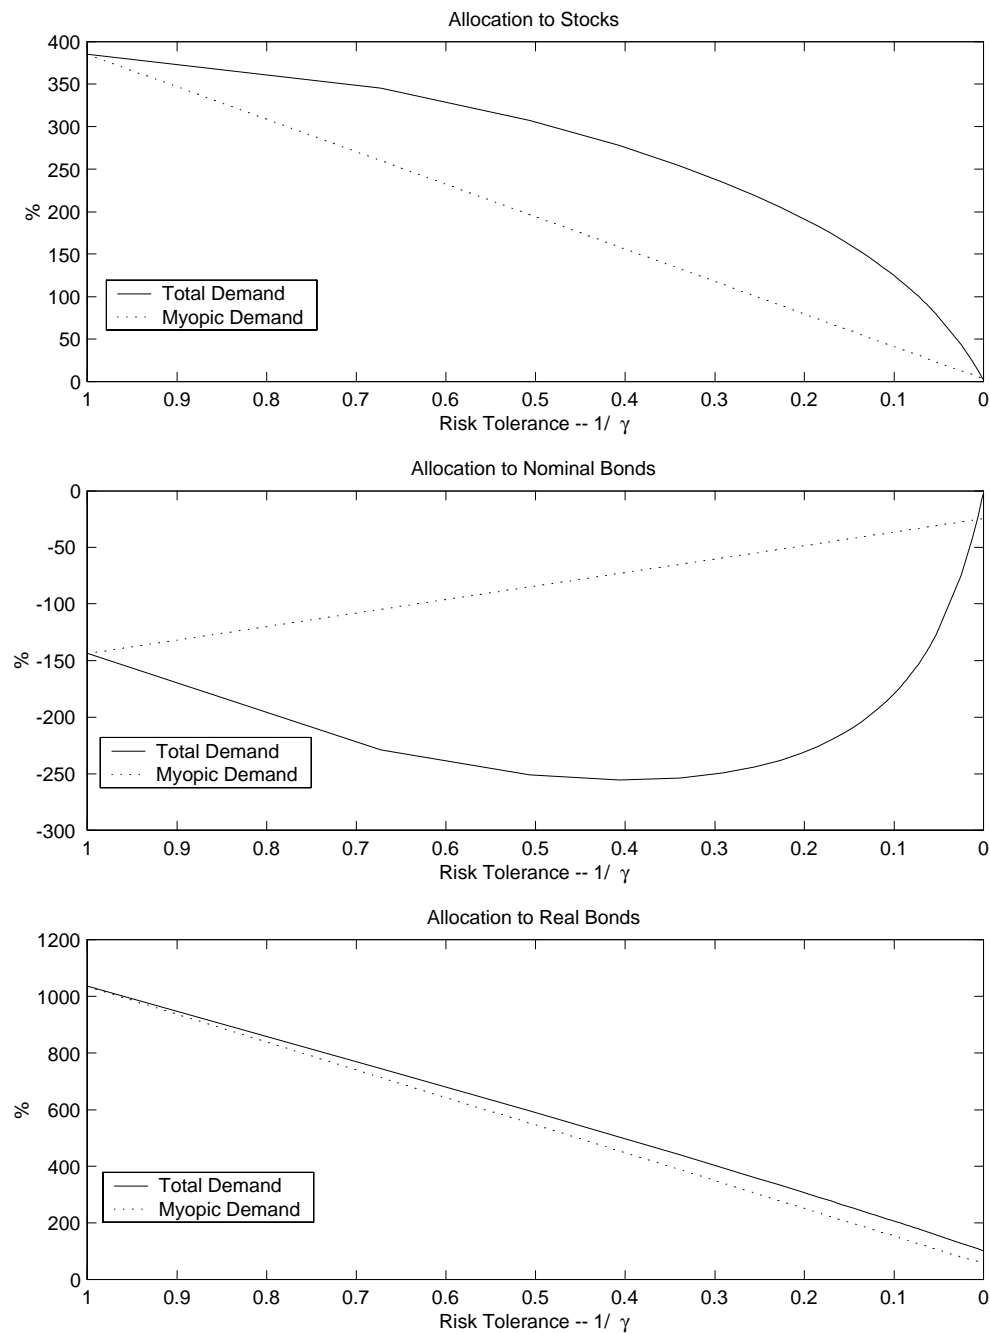 Allocation to Stocks
400
350
300
250
200
150
100
50
0
%
Total Demand
Myopic Demand
1 0.9 0.8 0.7 0.6 0.5 0.4 0.3 0.2 0.1 0
Risk Tolerance -- 1/ γ
Allocation to Nominal Bonds
0
-50
-100
-150
-200
-250
-300
%
Total Demand
Myopic Demand
1 0.9 0.8 0.7 0.6 0.5 0.4 0.3 0.2 0.1 0
Risk Tolerance -- 1/ γ
Allocation to Real Bonds
1200
1000
800
600
400
200
0
%
Total Demand
Myopic Demand
1 0.9 0.8 0.7 0.6 0.5 0.4 0.3 0.2 0.1 0
Risk Tolerance -- 1/ γ